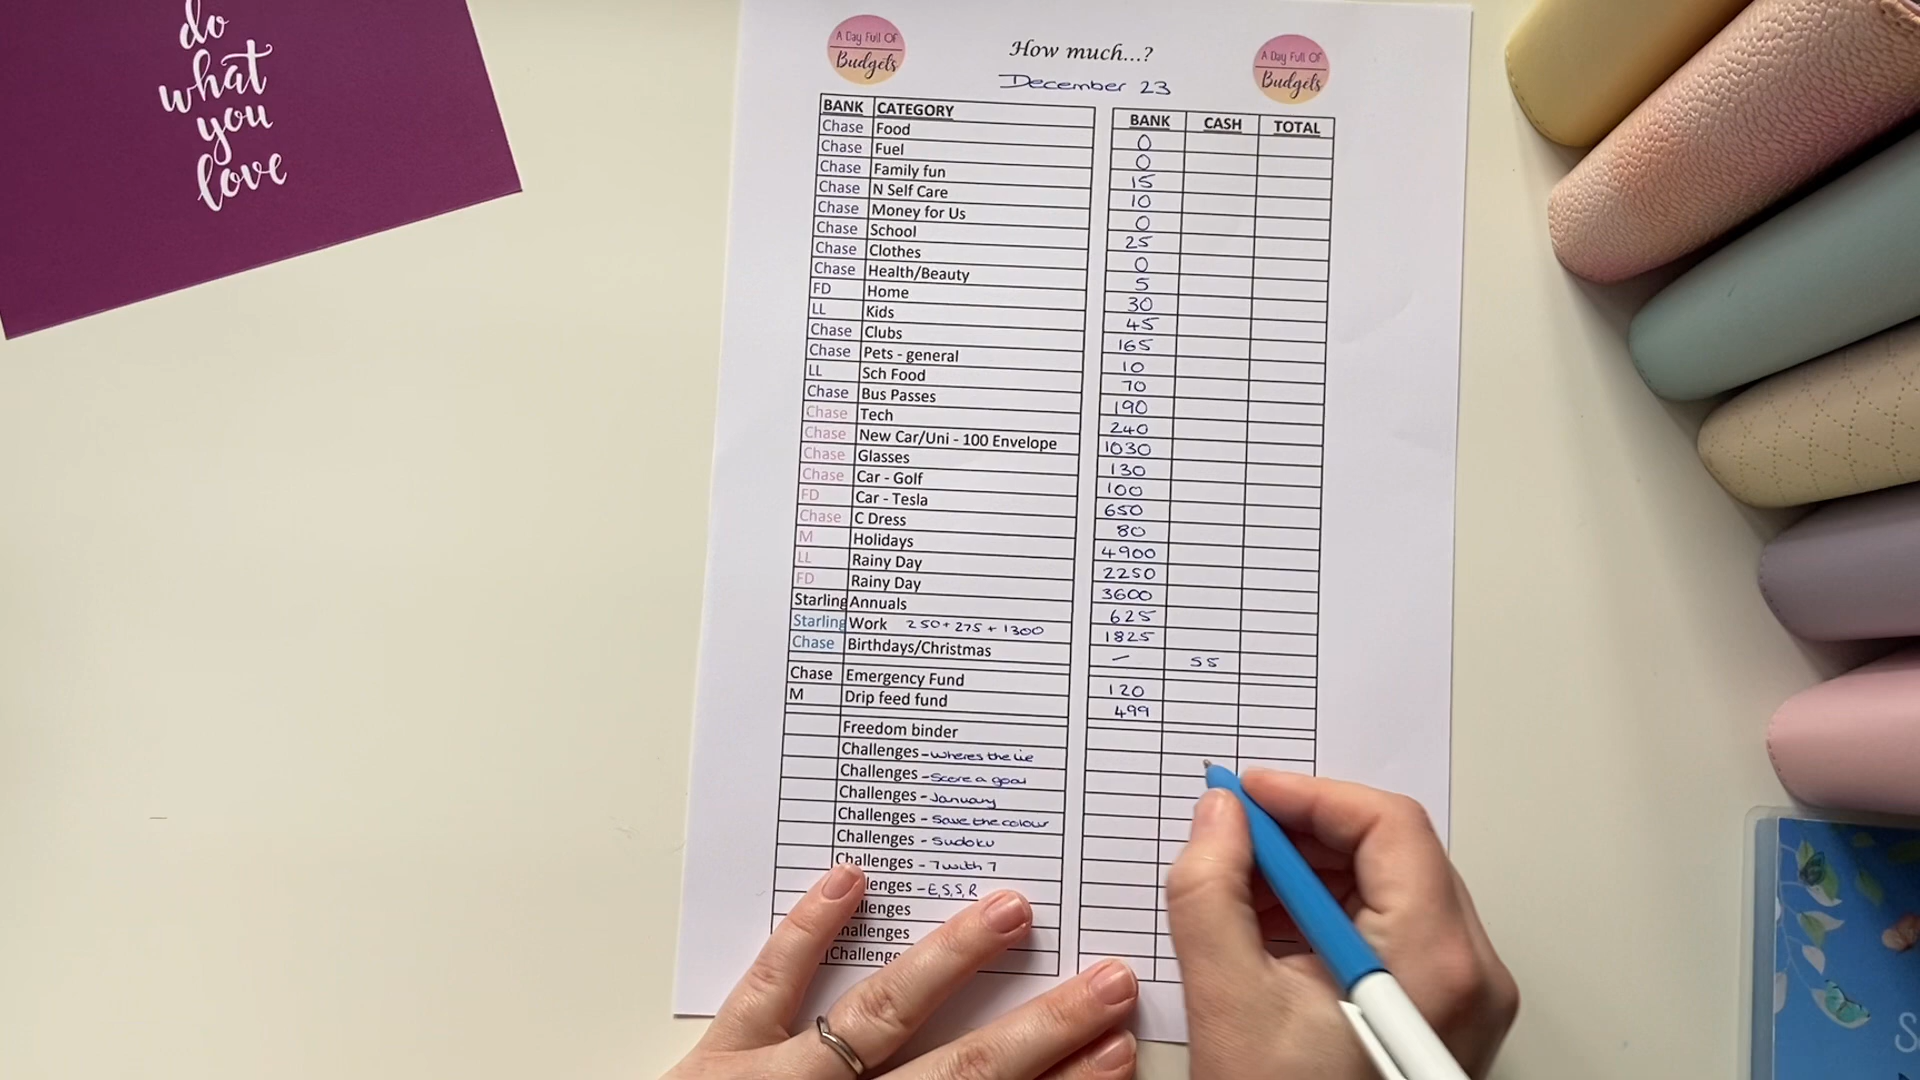 do
what
you
love
A Day Full Of
Budgets
How much...?
December 23
A Day Full Of
Budgets
BANK CATEGORY BANK CASH TOTAL
Chase Food 0
Chase Fuel 0
Chase Family fun 15
Chase N Self Care 10
Chase Money for Us 0
Chase School 25
Chase Clothes 0
Chase Health/Beauty 5
FD Home 30
LL Kids 45
Chase Clubs 165
Chase Pets - general 10
LL Sch Food 70
Chase Bus Passes 190
Chase Tech 240
Chase New Car/Uni - 100 Envelope 1030
Chase Glasses 130
Chase Car - Golf 100
FD Car - Tesla 650
Chase C Dress 80
M Holidays 4900
LL Rainy Day 2250
FD Rainy Day 3600
Starling Annuals 625
Starling Work 250 + 275 + 1300 1825
Chase Birthdays/Christmas - 55
Chase Emergency Fund 120
M Drip feed fund 499
Freedom binder
Challenges - wheres the lie
Challenges - Score a goal
Challenges - January
Challenges - Save the colour
Challenges - Sudoku
Challenges - 7 with 7
lenges - E, S, S, R
llenges
hallenges
Challenge